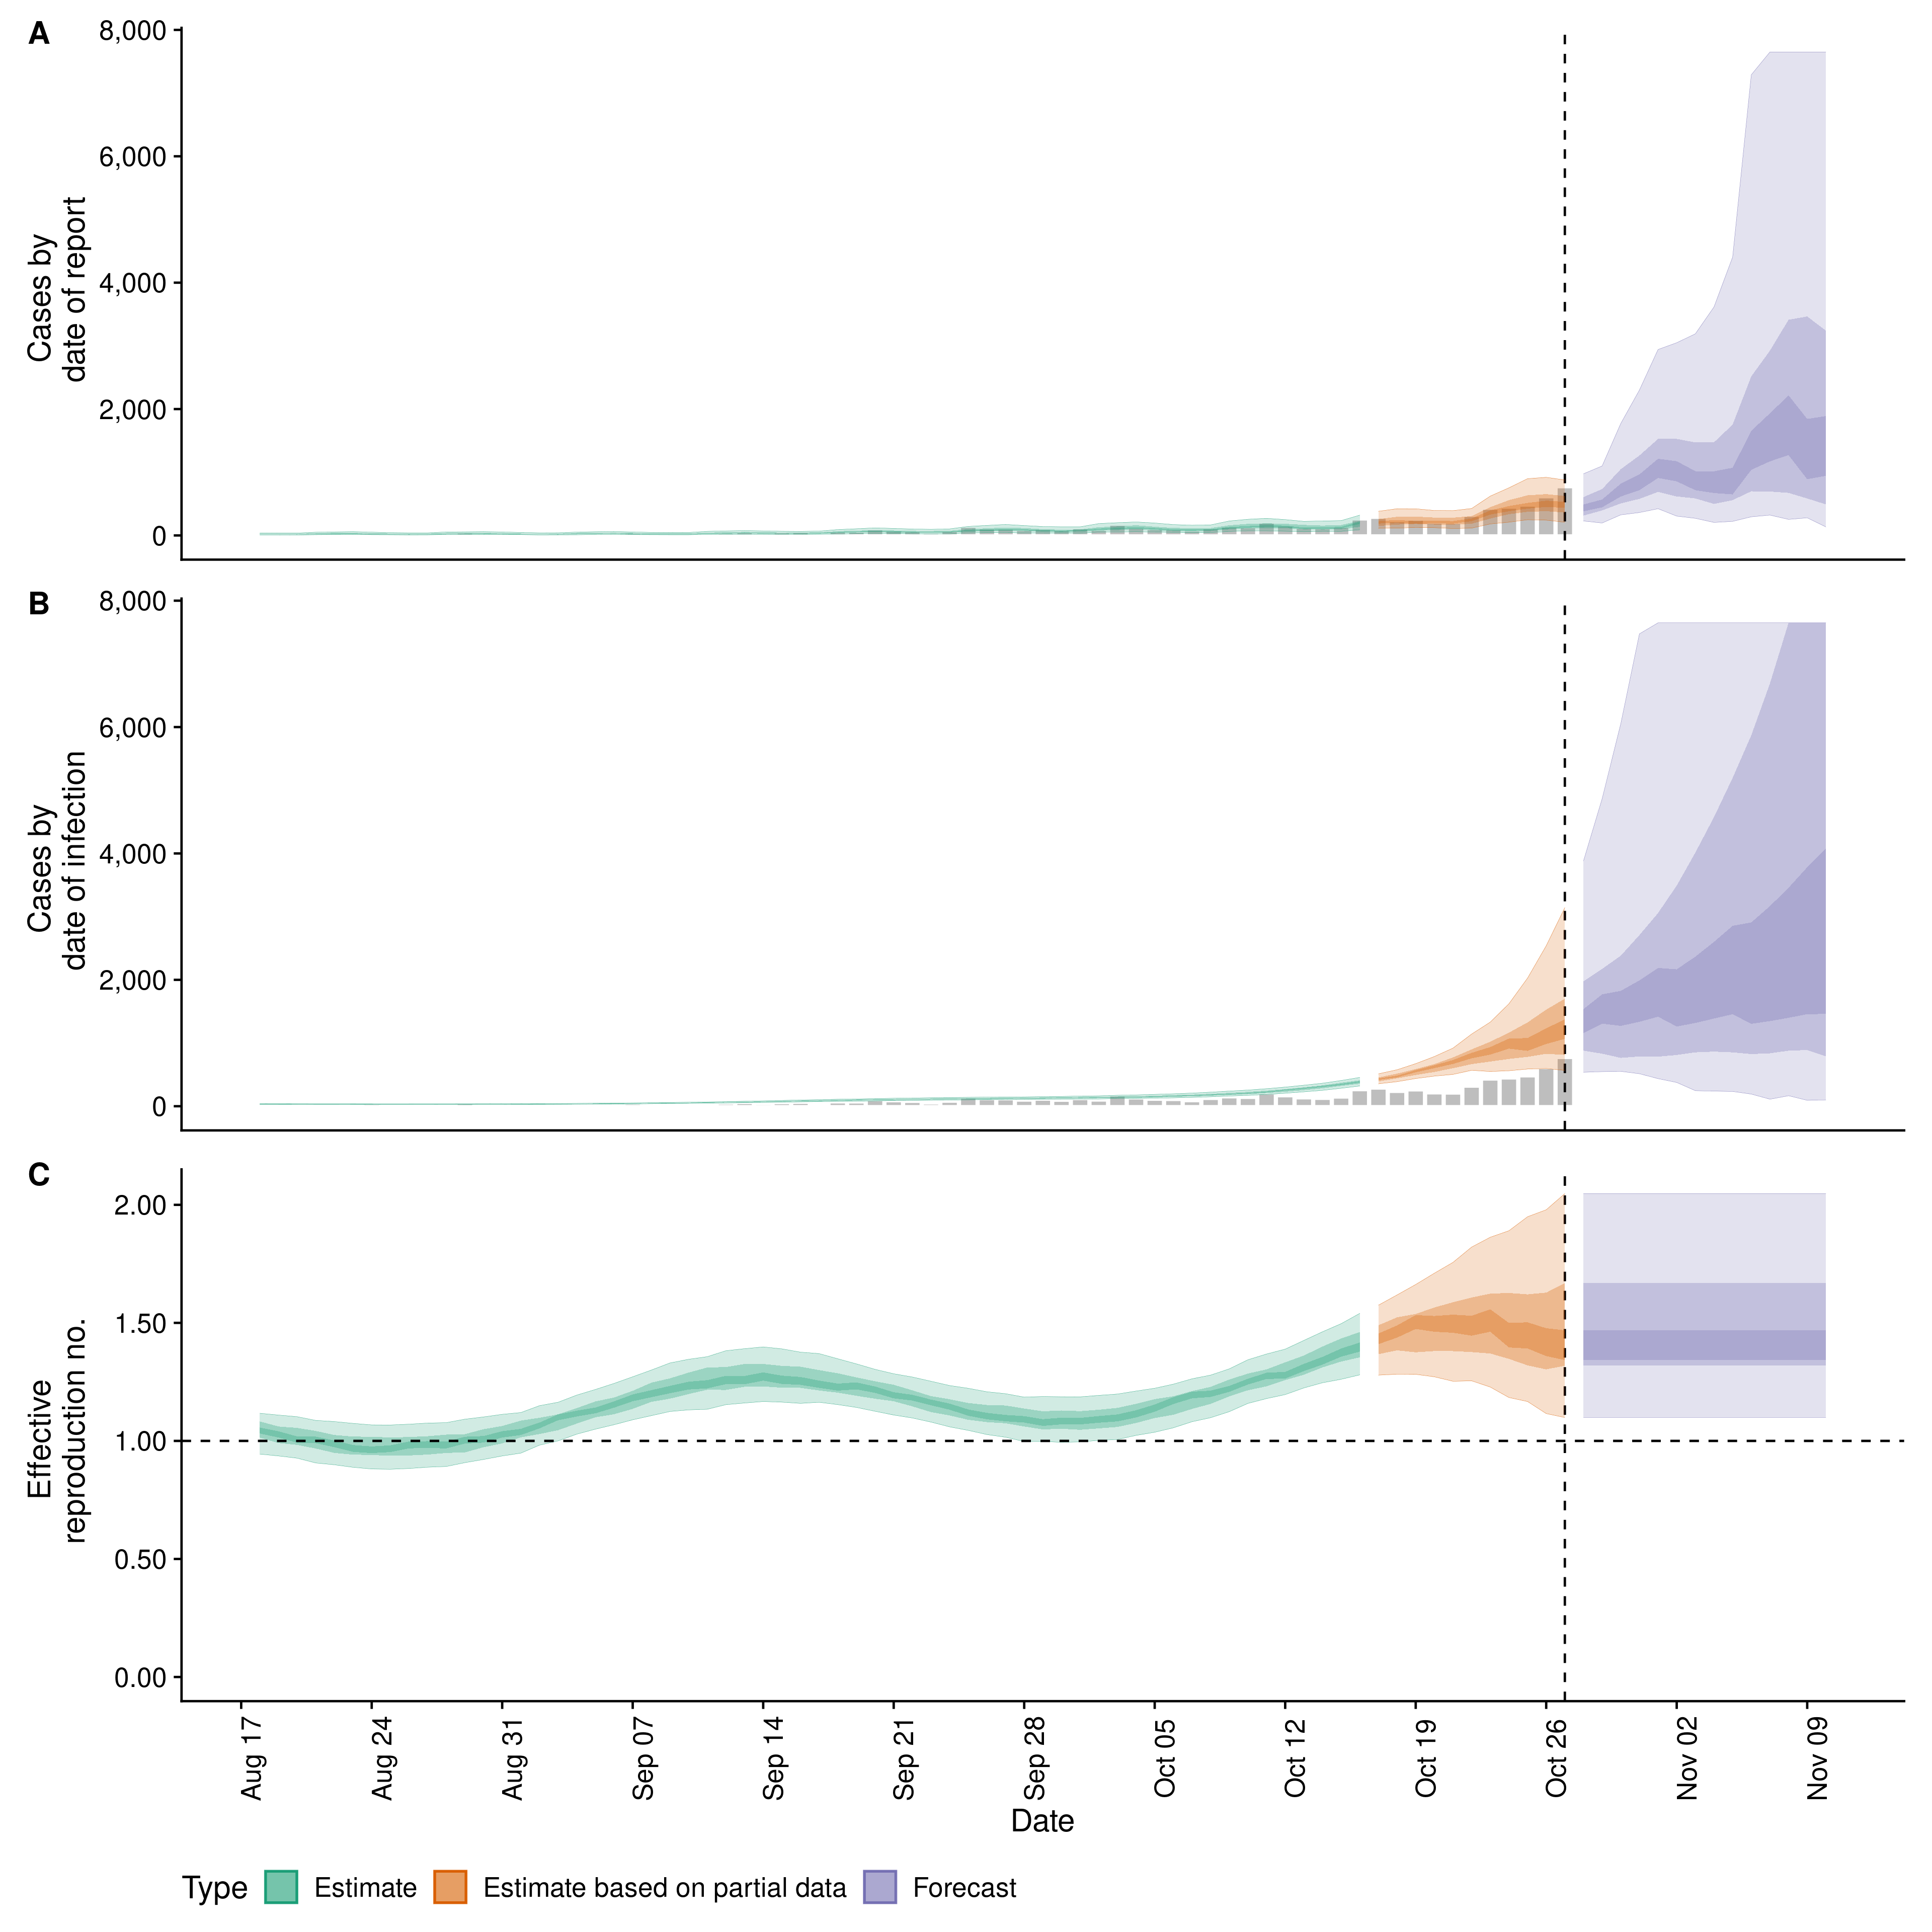 A
Cases by
date of report
8,000
6,000
4,000
2,000
0
B
Cases by
date of infection
8,000
6,000
4,000
2,000
0
C
Effective
reproduction no.
2.00
1.50
1.00
0.50
0.00
Aug 17
Aug 24
Aug 31
Sep 07
Sep 14
Sep 21
Sep 28
Oct 05
Oct 12
Oct 19
Oct 26
Nov 02
Nov 09
Date
Type Estimate Estimate based on partial data Forecast